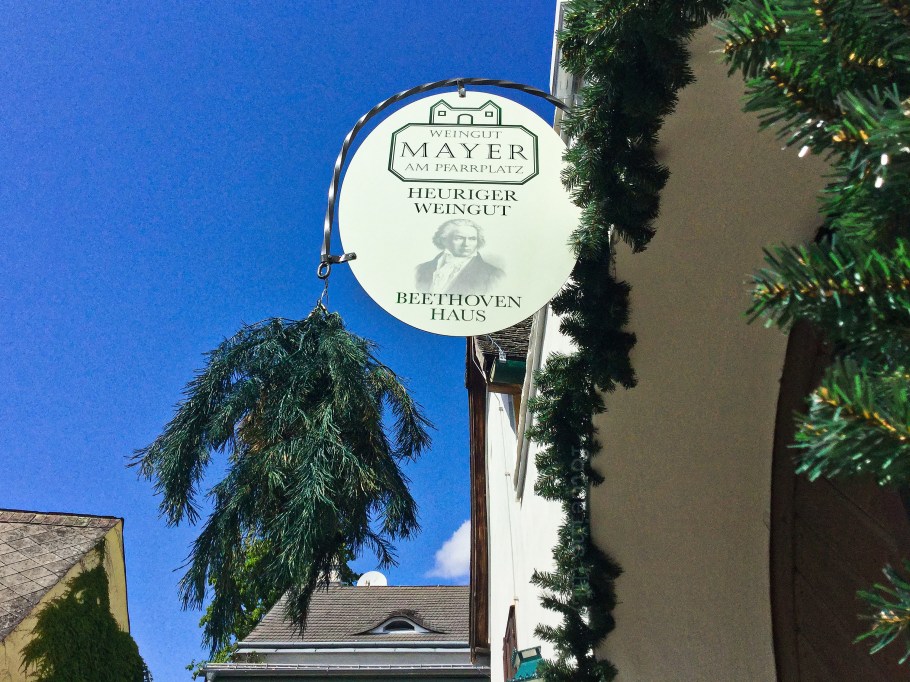 WEINGUT
MAYER
AM PFARRPLATZ
HEURIGER
WEINGUT
BEETHOVEN
HAUS